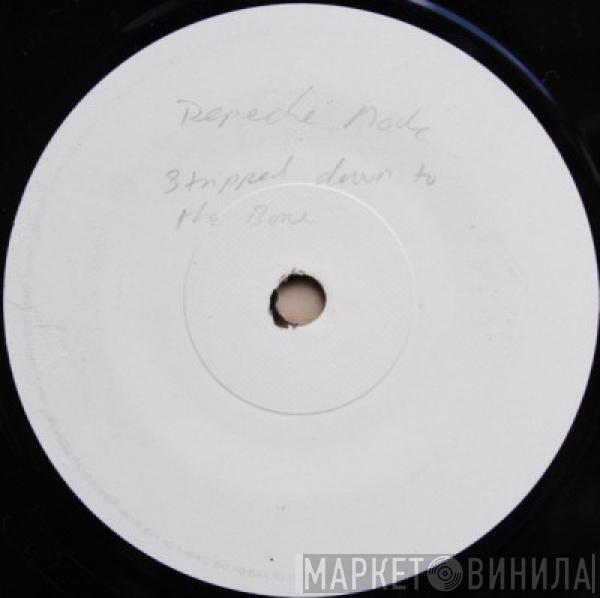 Depeche Mode
Stripped down to
the Bone
МАРКЕТ ВИНИЛА